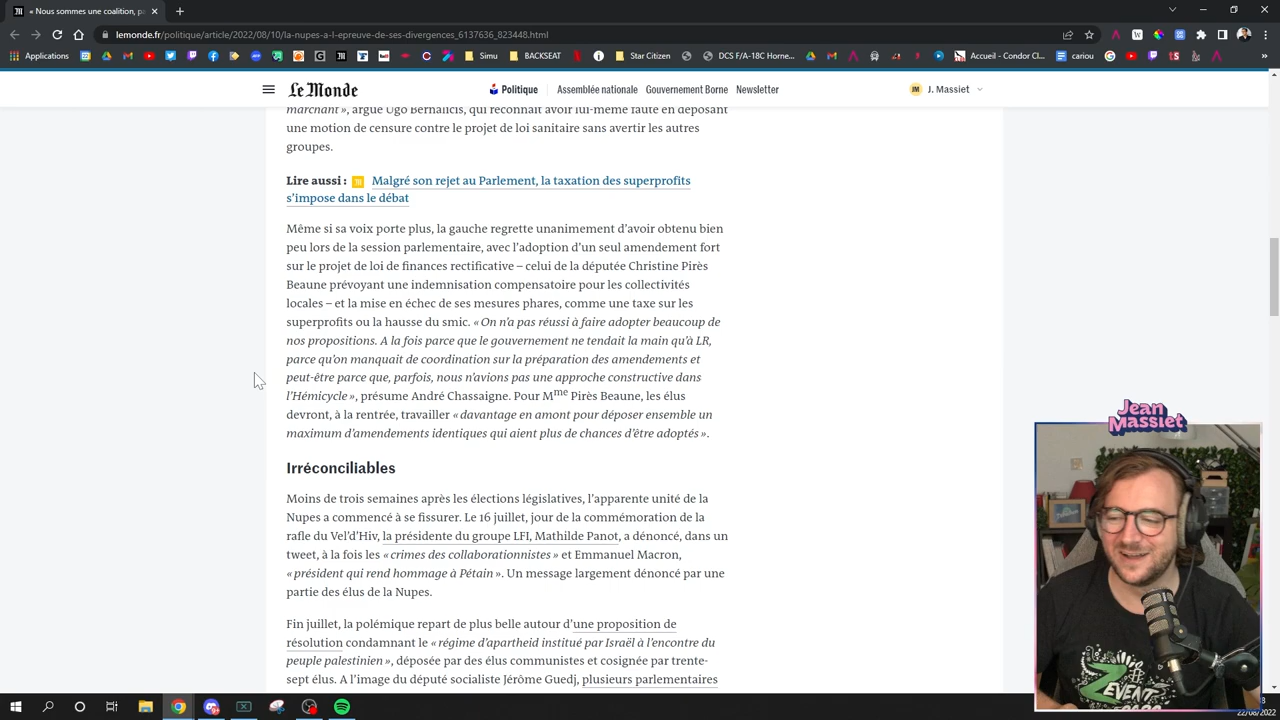 « Nous sommes une coalition, pa
lemonde.fr/politique/article/2022/08/10/la-nupes-a-l-epreuve-de-ses-divergences_6137636_823448.html
Applications
Simu
BACKSEAT
Star Citizen
DCS F/A-18C Horne...
Accueil - Condor Cl...
cariou
Le Monde
Politique
Assemblée nationale
Gouvernement Borne
Newsletter
JM
J. Massiet
marchant », argue Ugo Bernalicis, qui reconnaît avoir lui-même fauté en déposant
une motion de censure contre le projet de loi sanitaire sans avertir les autres
groupes.
Lire aussi : Malgré son rejet au Parlement, la taxation des superprofits
s'impose dans le débat
Même si sa voix porte plus, la gauche regrette unanimement d'avoir obtenu bien
peu lors de la session parlementaire, avec l'adoption d'un seul amendement fort
sur le projet de loi de finances rectificative – celui de la députée Christine Pirès
Beaune prévoyant une indemnisation compensatoire pour les collectivités
locales – et la mise en échec de ses mesures phares, comme une taxe sur les
superprofits ou la hausse du smic. « On n'a pas réussi à faire adopter beaucoup de
nos propositions. A la fois parce que le gouvernement ne tendait la main qu'à LR,
parce qu'on manquait de coordination sur la préparation des amendements et
peut-être parce que, parfois, nous n'avions pas une approche constructive dans
l'Hémicycle », présume André Chassaigne. Pour Mme Pirès Beaune, les élus
devront, à la rentrée, travailler « davantage en amont pour déposer ensemble un
maximum d'amendements identiques qui aient plus de chances d'être adoptés ».
Irréconciliables
Moins de trois semaines après les élections législatives, l'apparente unité de la
Nupes a commencé à se fissurer. Le 16 juillet, jour de la commémoration de la
rafle du Vel'd'Hiv, la présidente du groupe LFI, Mathilde Panot, a dénoncé, dans un
tweet, à la fois les « crimes des collaborationnistes » et Emmanuel Macron,
« président qui rend hommage à Pétain ». Un message largement dénoncé par une
partie des élus de la Nupes.
Fin juillet, la polémique repart de plus belle autour d'une proposition de
résolution condamnant le « régime d'apartheid institué par Israël à l'encontre du
peuple palestinien », déposée par des élus communistes et cosignée par trente-
sept élus. A l'image du député socialiste Jérôme Guedj, plusieurs parlementaires
Jean
Massiet
ZEVENT
22/08/2022